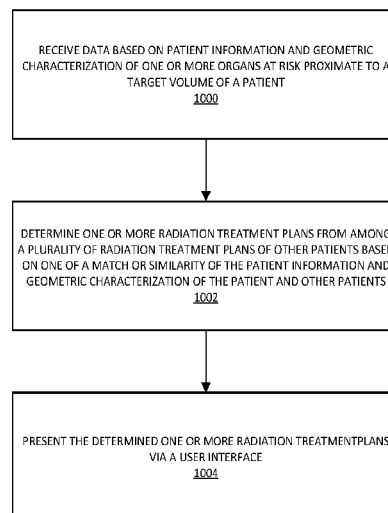 RECEIVE DATA BASED ON PATIENT INFORMATION AND GEOMETRIC
CHARACTERIZATION OF ONE OR MORE ORGANS AT RISK PROXIMATE TO A
TARGET VOLUME OF A PATIENT
1000
DETERMINE ONE OR MORE RADIATION TREATMENT PLANS FROM AMONG
A PLURALITY OF RADIATION TREATMENT PLANS OF OTHER PATIENTS BASED
ON ONE OF A MATCH OR SIMILARITY OF THE PATIENT INFORMATION AND
GEOMETRIC CHARACTERIZATION OF THE PATIENT AND OTHER PATIENTS
1002
PRESENT THE DETERMINED ONE OR MORE RADIATION TREATMENTPLANS
VIA A USER INTERFACE
1004